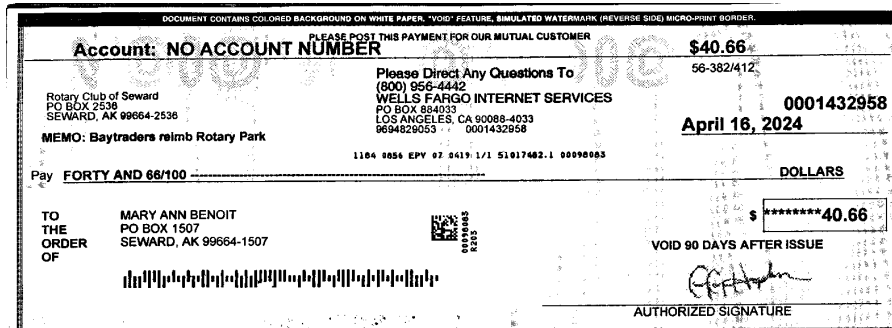 DOCUMENT CONTAINS COLORED BACKGROUND ON WHITE PAPER. "VOID" FEATURE, SIMULATED WATERMARK (REVERSE SIDE) MICRO-PRINT BORDER.
PLEASE POST THIS PAYMENT FOR OUR MUTUAL CUSTOMER
Account: NO ACCOUNT NUMBER
$40.66
56-382/412
Please Direct Any Questions To
(800) 956-4442
WELLS FARGO INTERNET SERVICES
PO BOX 884033
LOS ANGELES, CA 90088-4033
9694829053 0001432958
Rotary Club of Seward
PO BOX 2536
SEWARD, AK 99664-2536
MEMO: Baytraders reimb Rotary Park
0001432958
April 16, 2024
1184 0856 EPV 07 0419 1/1 51017482.1 00098083
Pay FORTY AND 66/100 ------------------------------------------------ DOLLARS
TO THE ORDER OF
MARY ANN BENOIT
PO BOX 1507
SEWARD, AK 99664-1507
00098083
R203
$ ********40.66
VOID 90 DAYS AFTER ISSUE
AUTHORIZED SIGNATURE